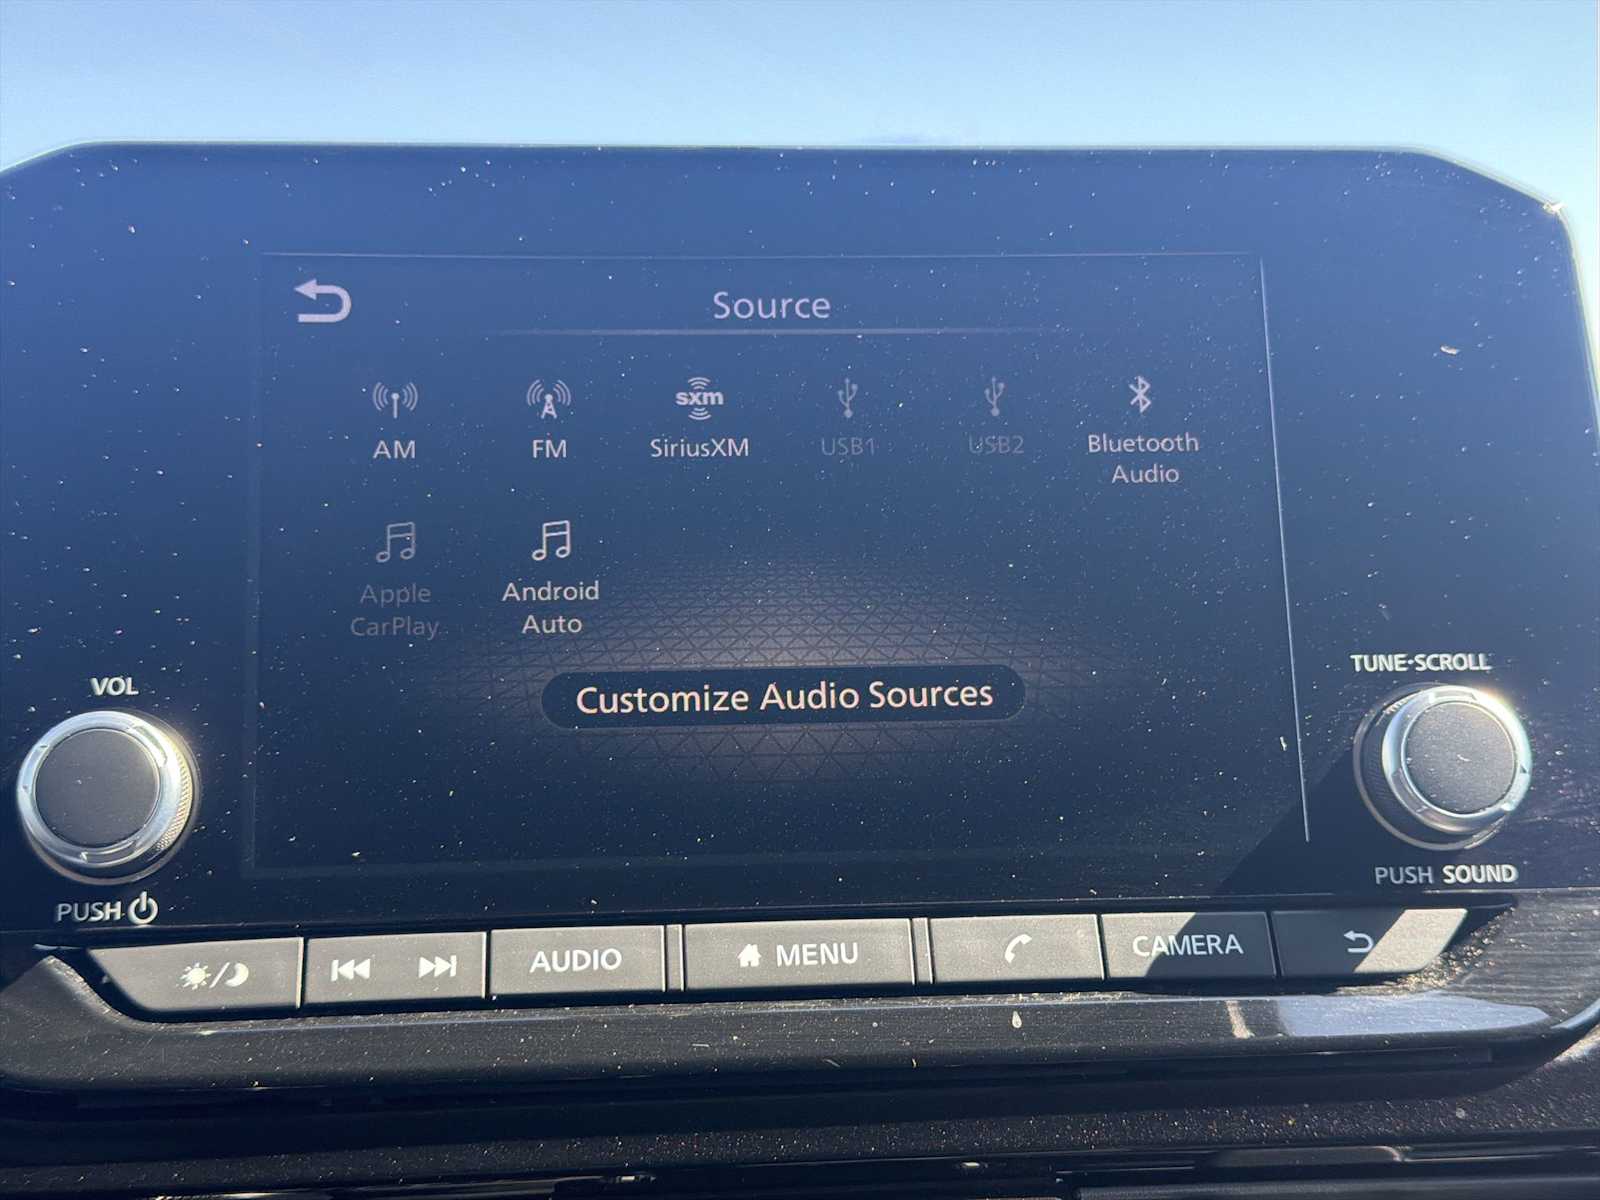 Source
sxm
AM
FM
SiriusXM
USB1
USB2
Bluetooth
Audio
Apple
CarPlay
Android
Auto
Customize Audio Sources
VOL
PUSH
TUNE•SCROLL
PUSH SOUND
AUDIO
MENU
CAMERA